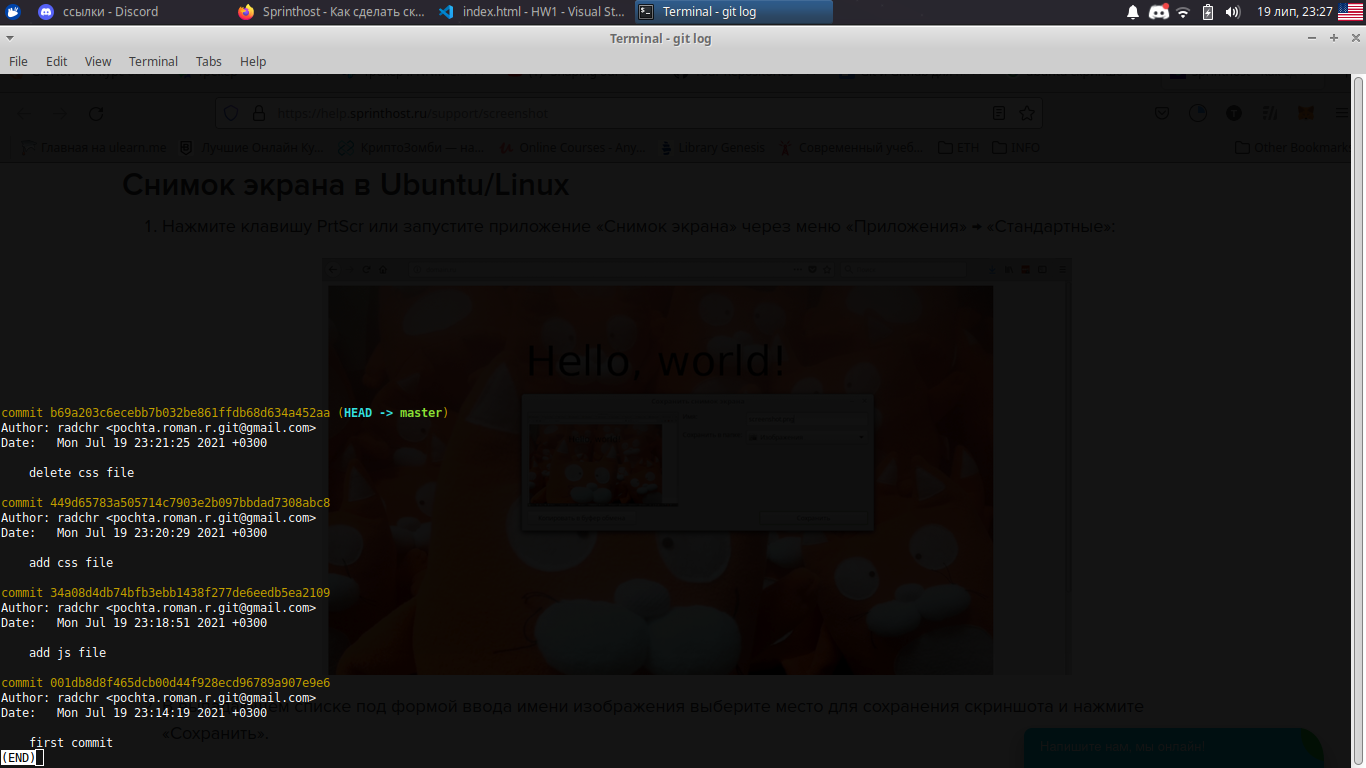 ссылки - Discord
Sprinthost - Как сделать ск...
index.html - HW1 - Visual St...
Terminal - git log
19 лип, 23:27
Terminal - git log
File Edit View Terminal Tabs Help
https://help.sprinthost.ru/support/screenshot
Главная на ulearn.me
Лучшие Онлайн Ку...
КриптоЗомби — на...
Online Courses - Any...
Library Genesis
Современный учеб...
ETH
INFO
Other Bookmark
Снимок экрана в Ubuntu/Linux
1. Нажмите клавишу PrtScr или запустите приложение «Снимок экрана» через меню «Приложения» → «Стандартные»:
Hello, world!
commit b69a203c6ecebb7b032be861ffdb68d634a452aa (HEAD -> master)
Author: radchr <pochta.roman.r.git@gmail.com>
Date:   Mon Jul 19 23:21:25 2021 +0300
delete css file
commit 449d65783a505714c7903e2b097bbdad7308abc8
Author: radchr <pochta.roman.r.git@gmail.com>
Date:   Mon Jul 19 23:20:29 2021 +0300
add css file
commit 34a08d4db74bfb3ebb1438f277de6eedb5ea2109
Author: radchr <pochta.roman.r.git@gmail.com>
Date:   Mon Jul 19 23:18:51 2021 +0300
add js file
commit 001db8d8f465dcb00d44f928ecd96789a907e9e6
Author: radchr <pochta.roman.r.git@gmail.com>
Date:   Mon Jul 19 23:14:19 2021 +0300
списке под формой ввода имени изображения выберите место для сохранения скриншота и нажмите
«Сохранить».
first commit
(END)
Напишите нам, мы онлайн!